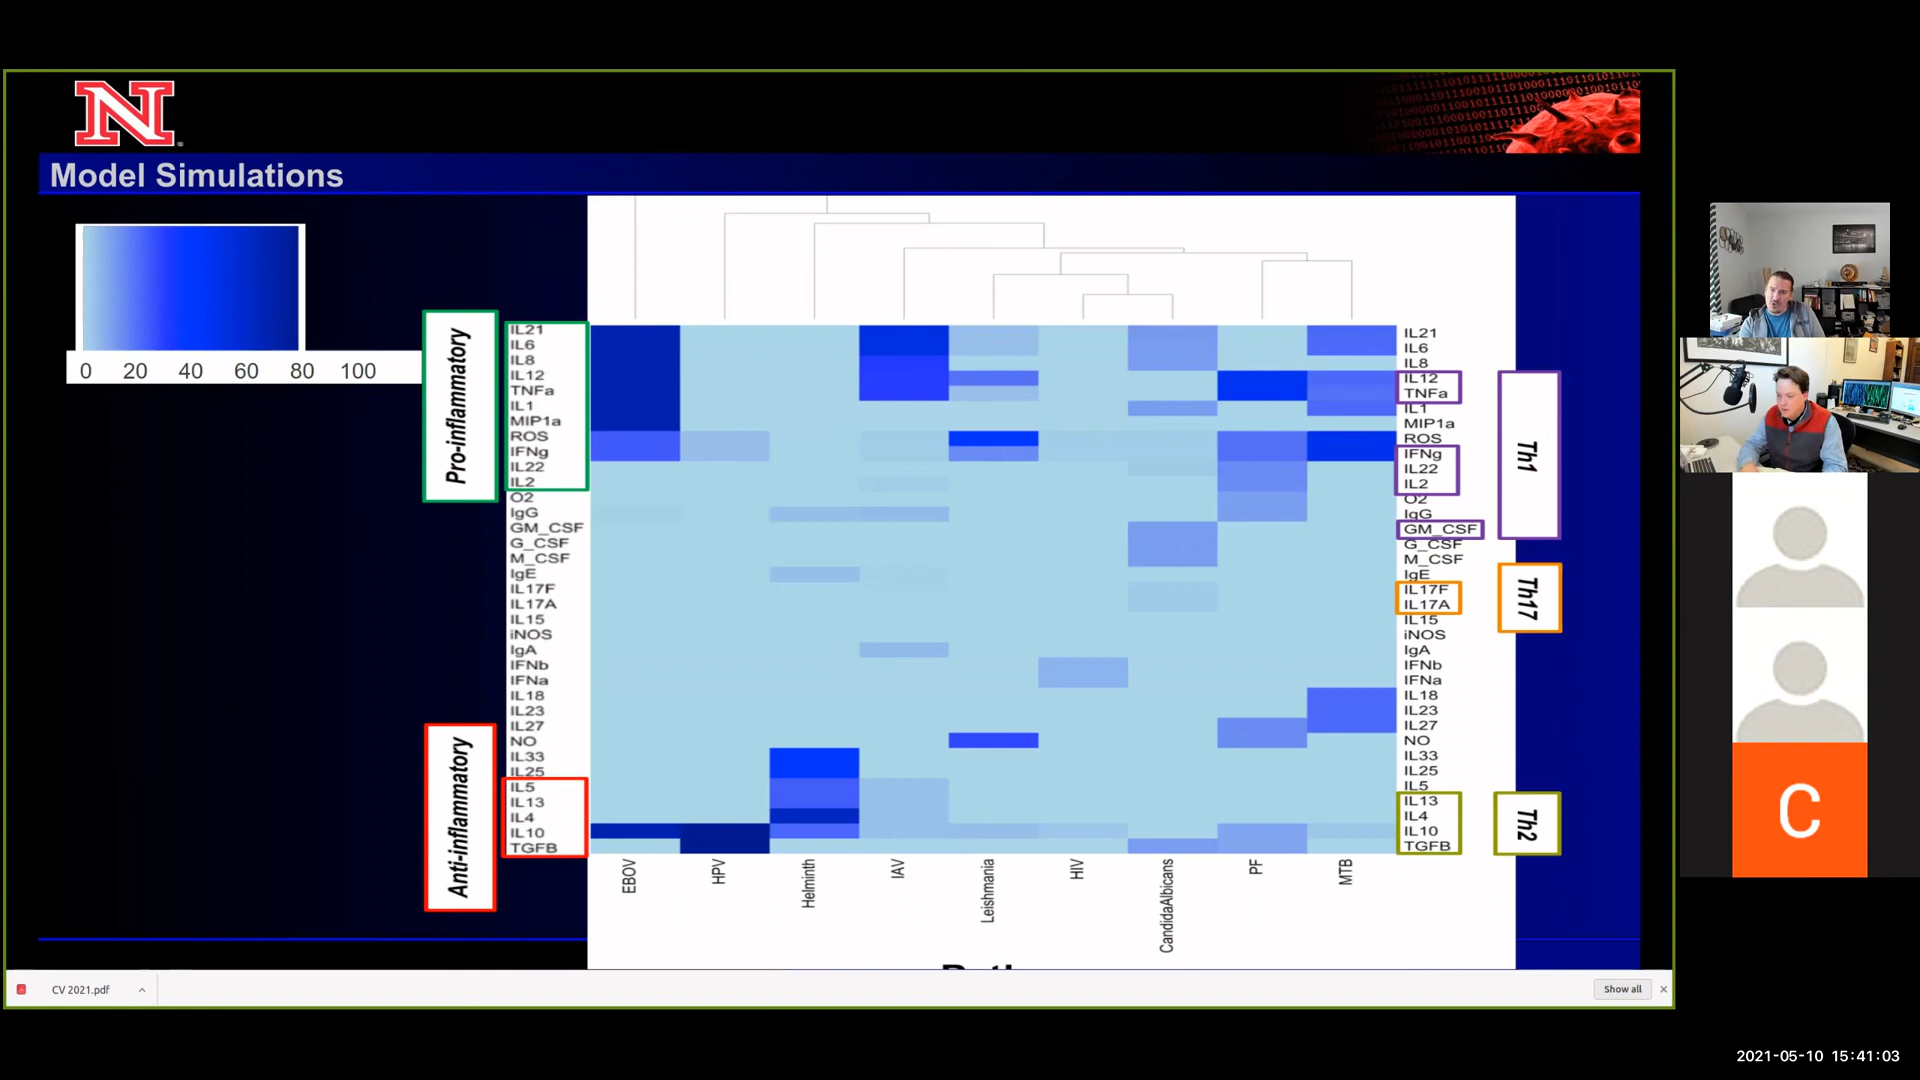 N
Model Simulations
0 20 40 60 80 100
Pro-inflammatory
Anti-inflammatory
IL21
IL6
IL8
IL12
TNFa
IL1
MIP1a
ROS
IFNg
IL22
IL2
O2
IgG
GM_CSF
G_CSF
M_CSF
IgE
IL17F
IL17A
IL15
iNOS
IgA
IFNb
IFNa
IL18
IL23
IL27
NO
IL33
IL25
IL5
IL13
IL4
IL10
TGFB
EBOV
HPV
Helminth
IAV
Leishmania
HIV
CandidaAlbicans
PF
MTB
IL21
IL6
IL8
IL12
TNFa
IL1
MIP1a
ROS
IFNg
IL22
IL2
O2
IgG
GM_CSF
G_CSF
M_CSF
IgE
IL17F
IL17A
IL15
iNOS
IgA
IFNb
IFNa
IL18
IL23
IL27
NO
IL33
IL25
IL5
IL13
IL4
IL10
TGFB
Th1
Th17
Th2
C
CV 2021.pdf
Show all
2021-05-10 15:41:03